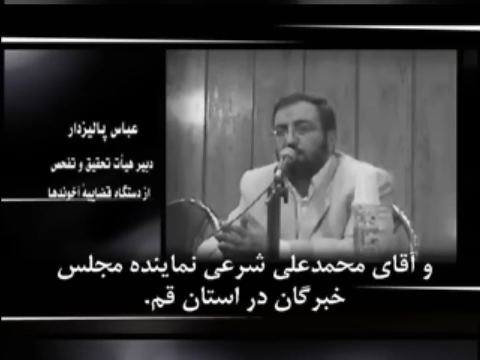 عباس پالیزدار
دبیر هیأت تحقیق و تفحص
از دستگاه قضاییهٔ آخوندها
و آقای محمدعلی شرعی نماینده مجلس
خبرگان در استان قم.